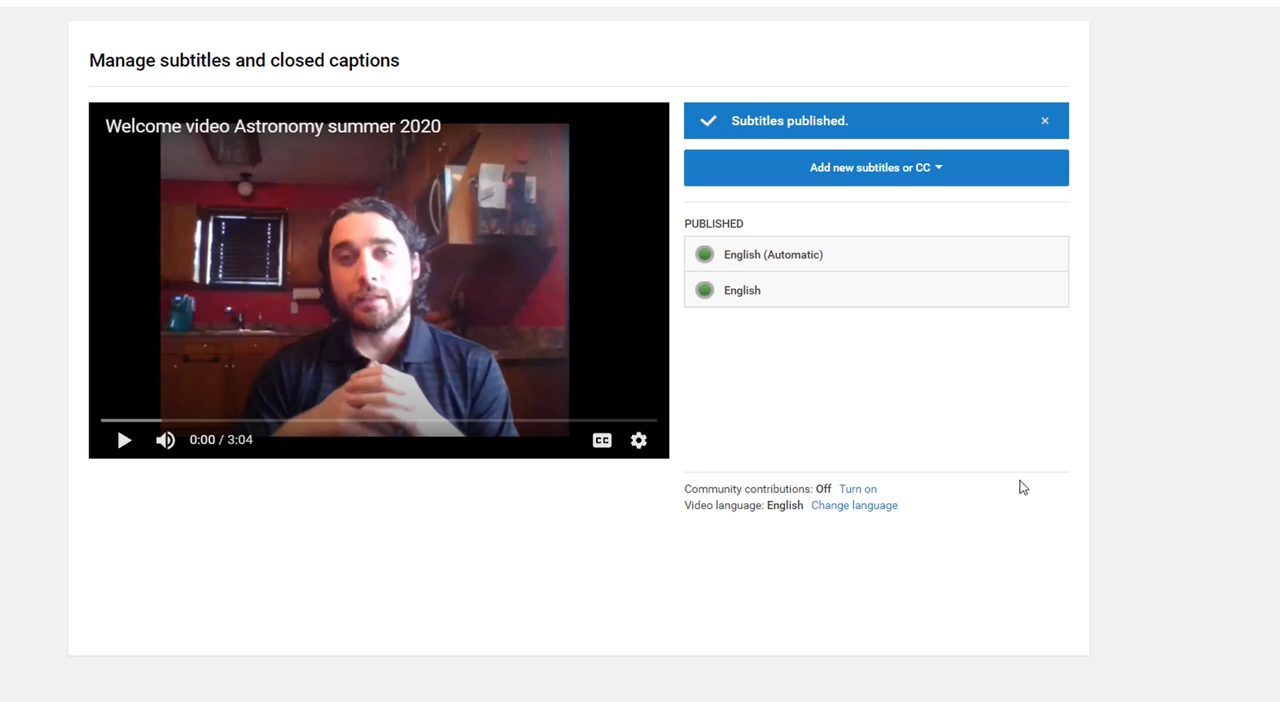 Manage subtitles and closed captions
Welcome video Astronomy summer 2020
0:00 / 3:04
CC
Subtitles published.
×
Add new subtitles or CC
PUBLISHED
English (Automatic)
English
Community contributions: Off Turn on
Video language: English Change language